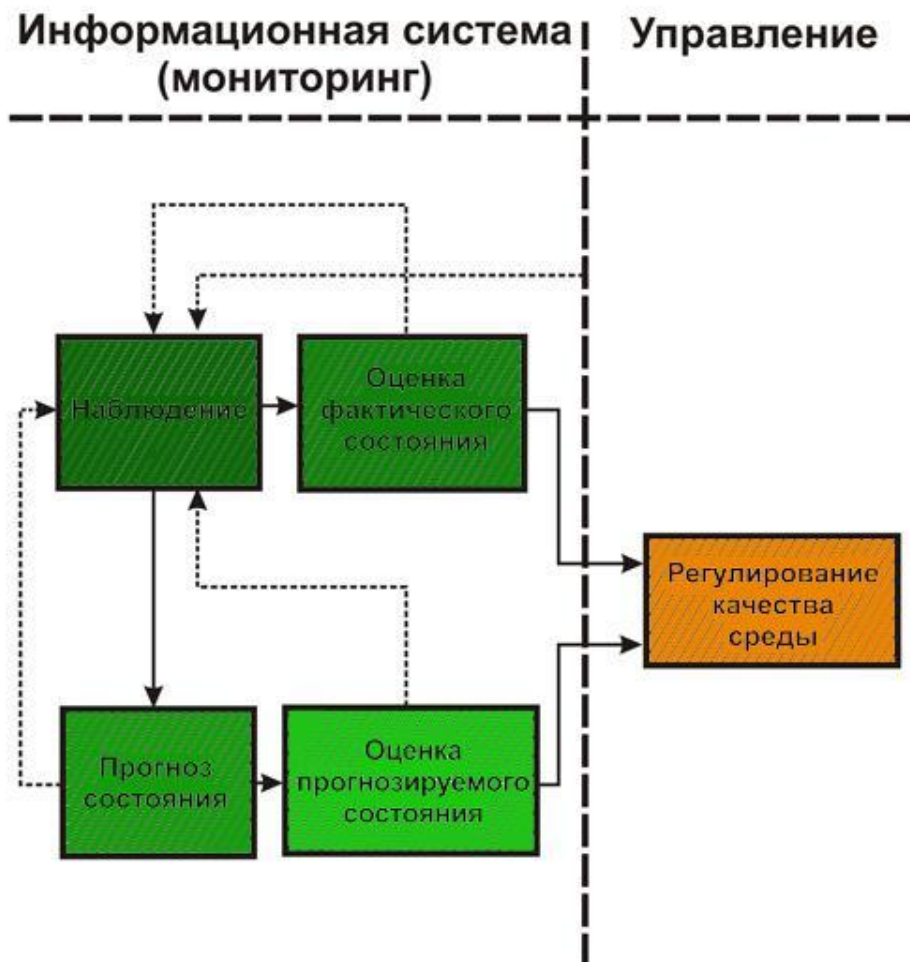 Информационная система
(мониторинг)
Управление
Наблюдение
Оценка
фактического
состояния
Регулирование
качества
среды
Прогноз
состояния
Оценка
прогнозируемого
состояния